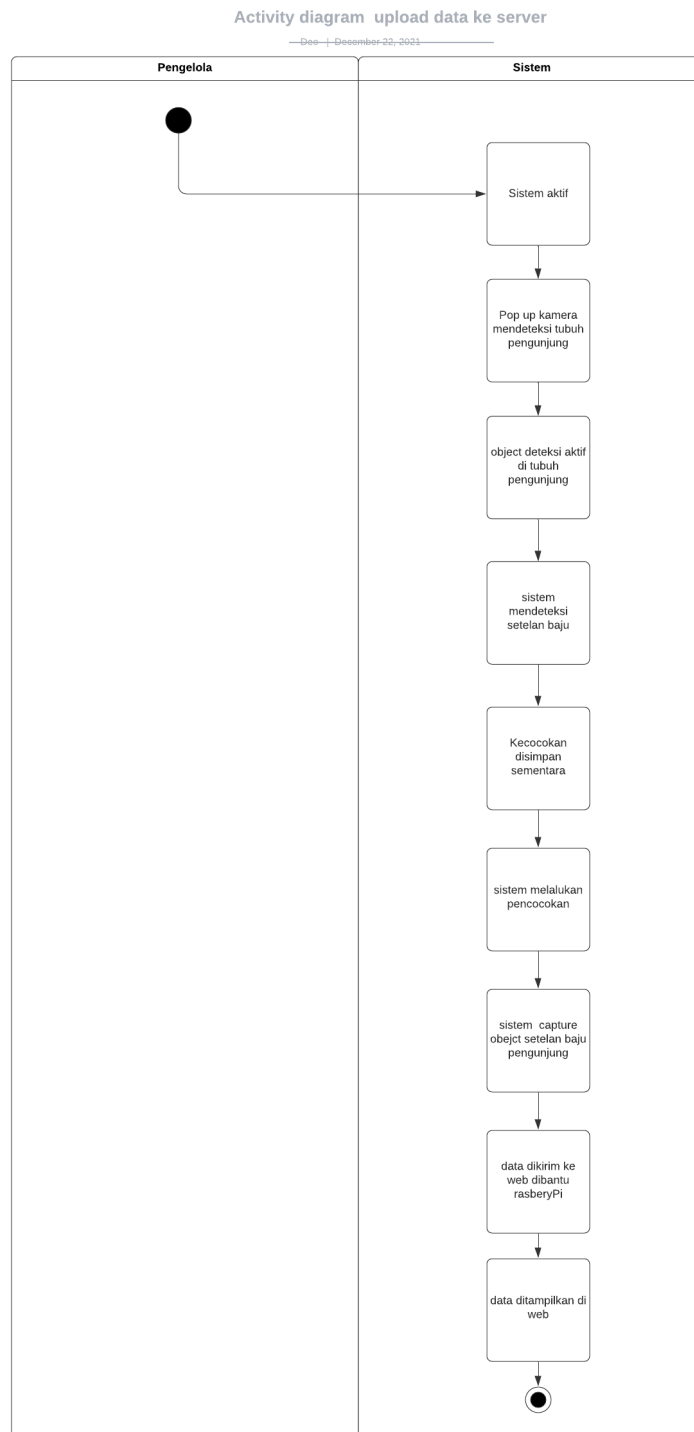 Activity diagram upload data ke server
Deo | December 22, 2021
Pengelola
Sistem
Sistem aktif
Pop up kamera
mendeteksi tubuh
pengunjung
object deteksi aktif
di tubuh
pengunjung
sistem
mendeteksi
setelan baju
Kecocokan
disimpan
sementara
sistem melalukan
pencocokan
sistem capture
obejct setelan baju
pengunjung
data dikirim ke
web dibantu
rasberyPi
data ditampilkan di
web